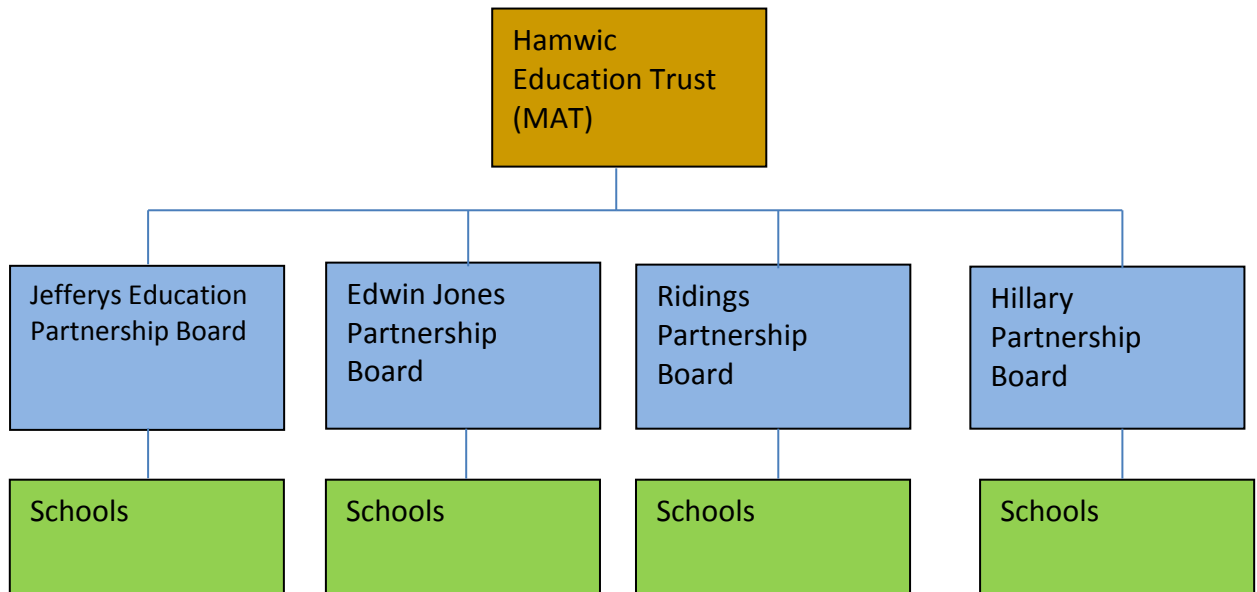 Hamwic
Education Trust
(MAT)
Jefferys Education
Partnership Board
Edwin Jones
Partnership
Board
Ridings
Partnership
Board
Hillary
Partnership
Board
Schools
Schools
Schools
Schools